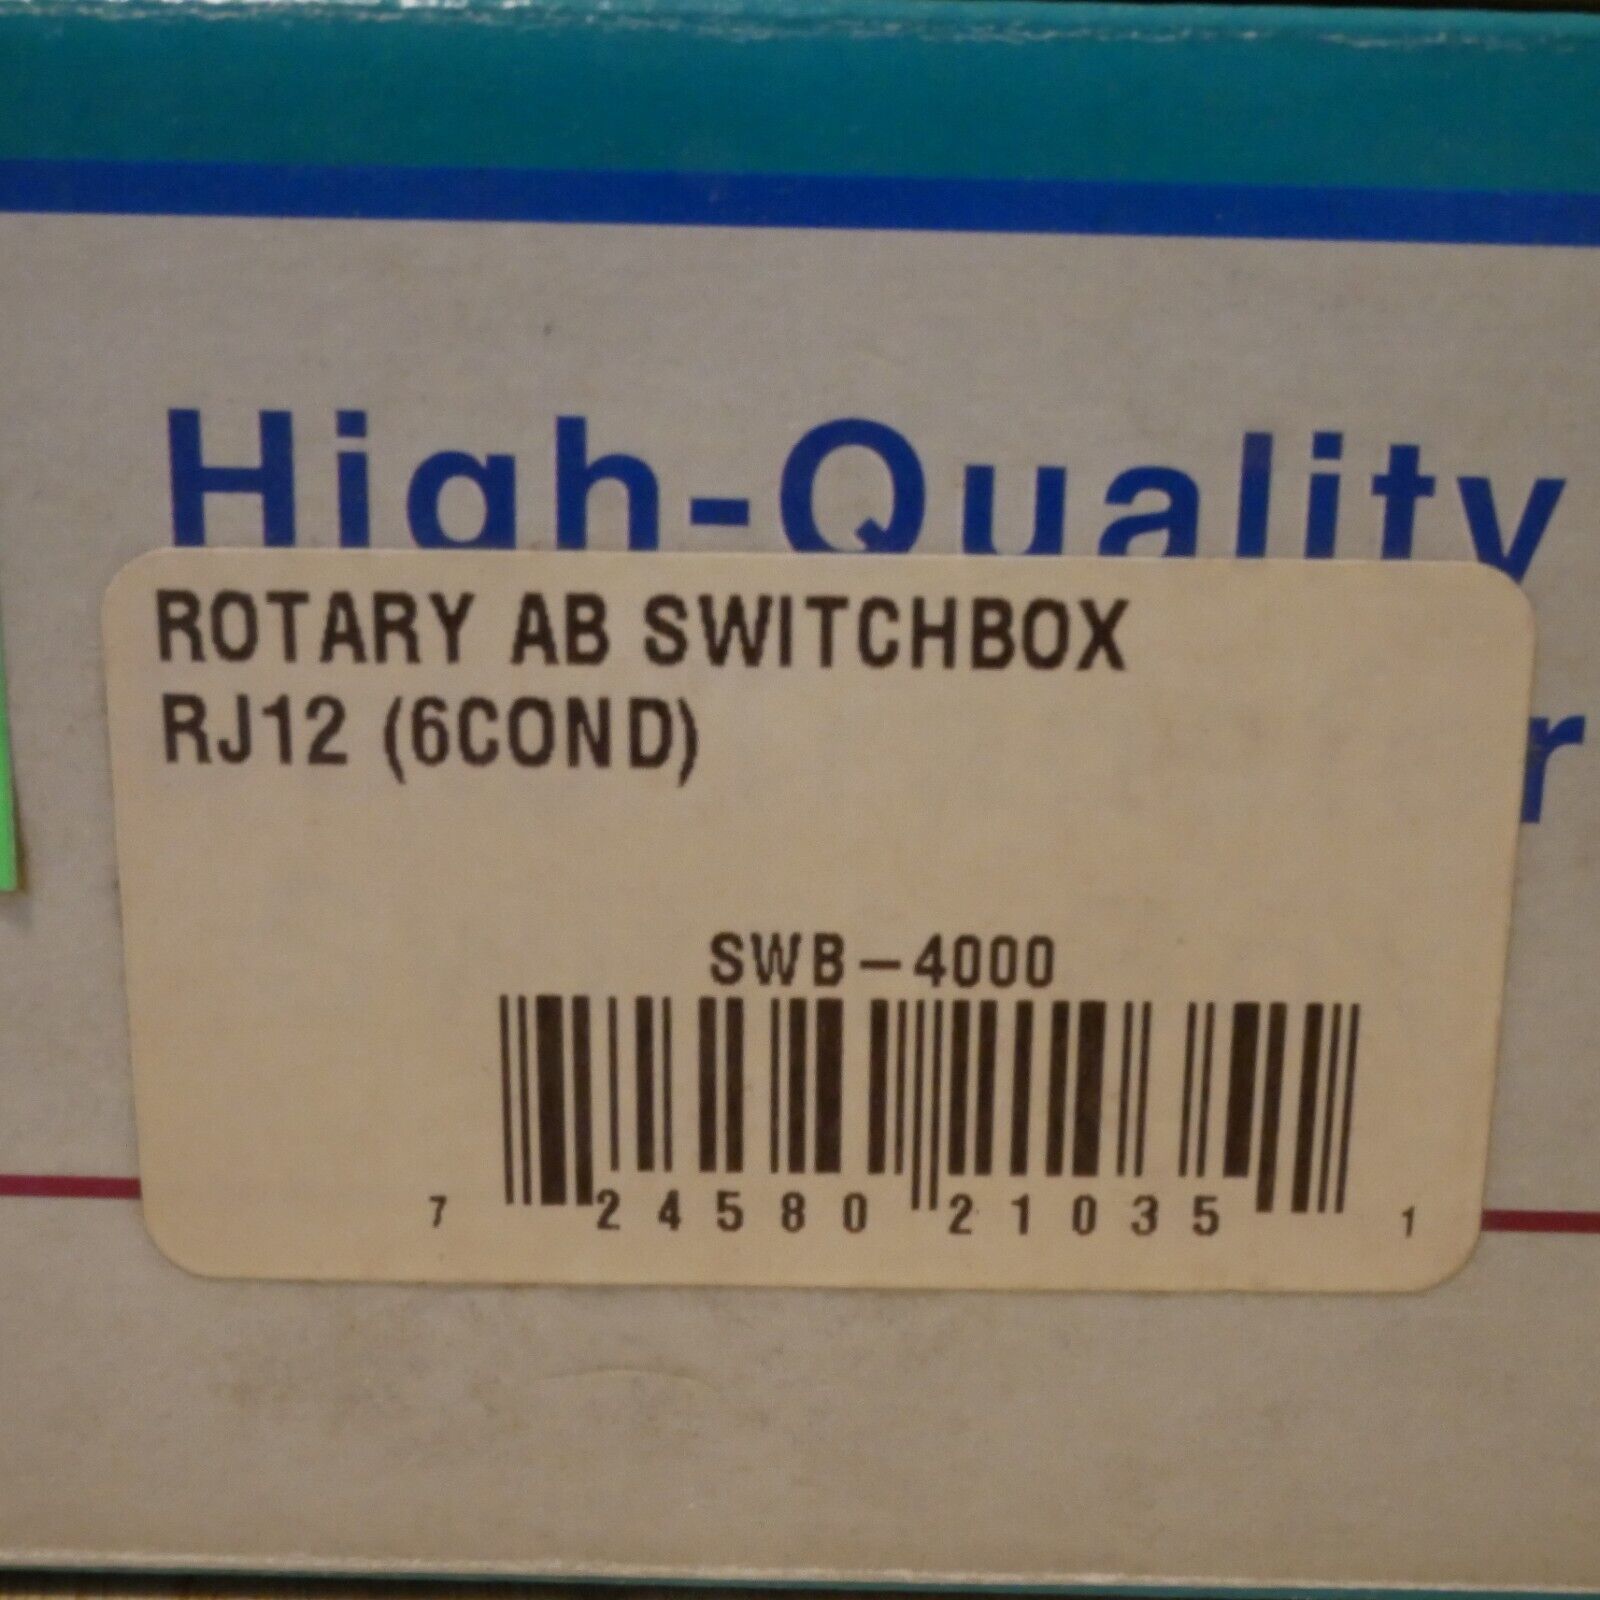 High-Quality
ROTARY AB SWITCHBOX
RJ12 (6COND)
r
SWB-4000
7 24580 21035 1